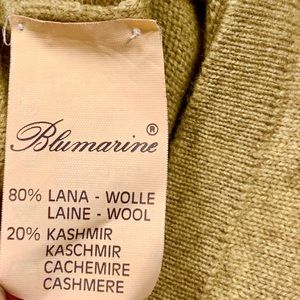 Blumarine®
80% LANA - WOLLE
LAINE - WOOL
20% KASHMIR
KASCHMIR
CACHEMIRE
CASHMERE